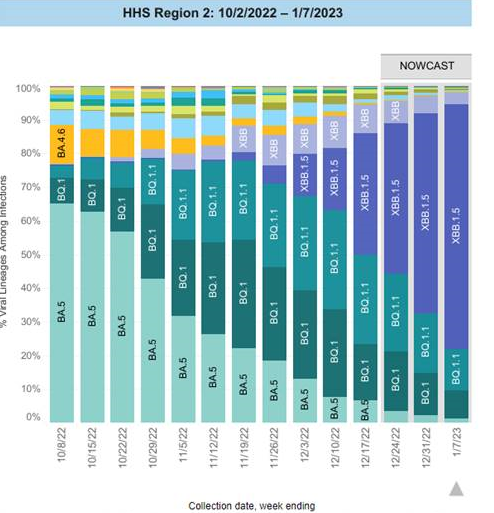 HHS Region 2: 10/2/2022 – 1/7/2023
NOWCAST
% Viral Lineages Among Infections
100%
90%
80%
70%
60%
50%
40%
30%
20%
10%
0%
BA.4.6
BQ.1
BA.5
BQ.1
BA.5
BQ.1
BA.5
BQ.1.1
BQ.1
BA.5
BQ.1.1
BQ.1
BA.5
BQ.1.1
BQ.1
BA.5
XBB
BQ.1.1
BQ.1
BA.5
XBB
BQ.1.1
BQ.1
BA.5
XBB
XBB.1.5
BQ.1.1
BQ.1
BA.5
XBB
XBB.1.5
BQ.1.1
BQ.1
BA.5
XBB
XBB.1.5
BQ.1.1
BQ.1
BA.5
XBB
XBB.1.5
BQ.1.1
BQ.1
XBB.1.5
BQ.1.1
BQ.1
XBB.1.5
BQ.1.1
10/8/22
10/15/22
10/22/22
10/29/22
11/5/22
11/12/22
11/19/22
11/26/22
12/3/22
12/10/22
12/17/22
12/24/22
12/31/22
1/7/23
Collection date, week ending